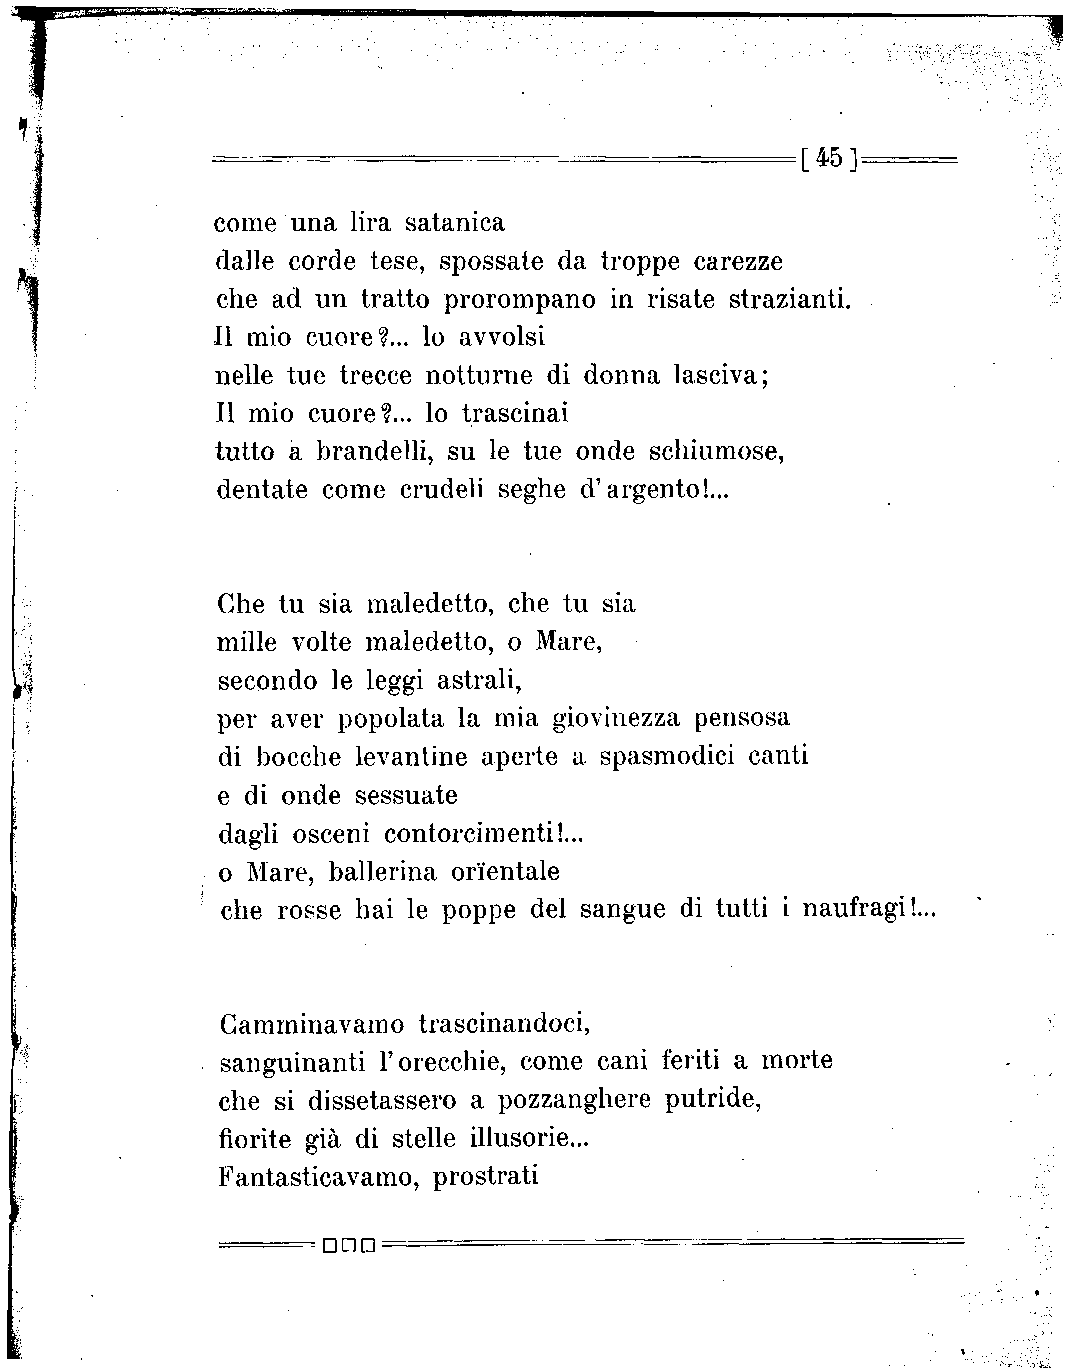 [ 45 ]
come una lira satanica
dalle corde tese, spossate da troppe carezze
che ad un tratto prorompano in risate strazianti.
Il mio cuore?... lo avvolsi
nelle tue trecce notturne di donna lasciva;
Il mio cuore?... lo trascinai
tutto a brandelli, su le tue onde schiumose,
dentate come crudeli seghe d'argento!...
Che tu sia maledetto, che tu sia
mille volte maledetto, o Mare,
secondo le leggi astrali,
per aver popolata la mia giovinezza pensosa
di bocche levantine aperte a spasmodici canti
e di onde sessuate
dagli osceni contorcimenti!...
o Mare, ballerina orïentale
che rosse hai le poppe del sangue di tutti i naufragi!...
Camminavamo trascinandoci,
sanguinanti l'orecchie, come cani feriti a morte
che si dissetassero a pozzanghere putride,
fiorite già di stelle illusorie...
Fantasticavamo, prostrati